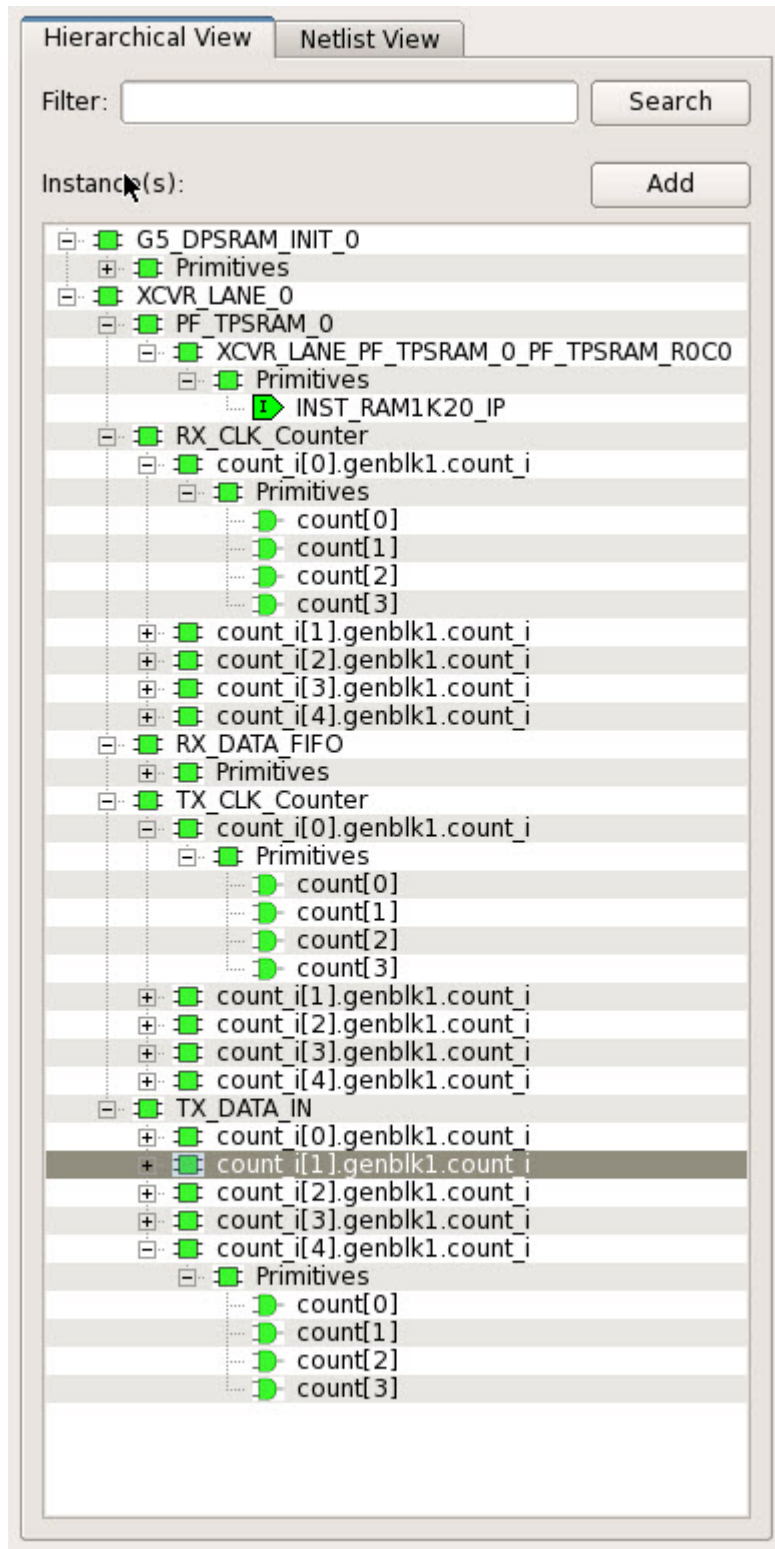 Hierarchical View Netlist View
Filter: Search
Instance(s): Add
G5_DPSRAM_INIT_0
Primitives
XCVR_LANE_0
PF_TPSRAM_0
XCVR_LANE_PF_TPSRAM_0_PF_TPSRAM_R0C0
Primitives
I INST_RAM1K20_IP
RX_CLK_Counter
count_i[0].genblk1.count_i
Primitives
count[0]
count[1]
count[2]
count[3]
count_i[1].genblk1.count_i
count_i[2].genblk1.count_i
count_i[3].genblk1.count_i
count_i[4].genblk1.count_i
RX_DATA_FIFO
Primitives
TX_CLK_Counter
count_i[0].genblk1.count_i
Primitives
count[0]
count[1]
count[2]
count[3]
count_i[1].genblk1.count_i
count_i[2].genblk1.count_i
count_i[3].genblk1.count_i
count_i[4].genblk1.count_i
TX_DATA_IN
count_i[0].genblk1.count_i
count_i[1].genblk1.count_i
count_i[2].genblk1.count_i
count_i[3].genblk1.count_i
count_i[4].genblk1.count_i
Primitives
count[0]
count[1]
count[2]
count[3]